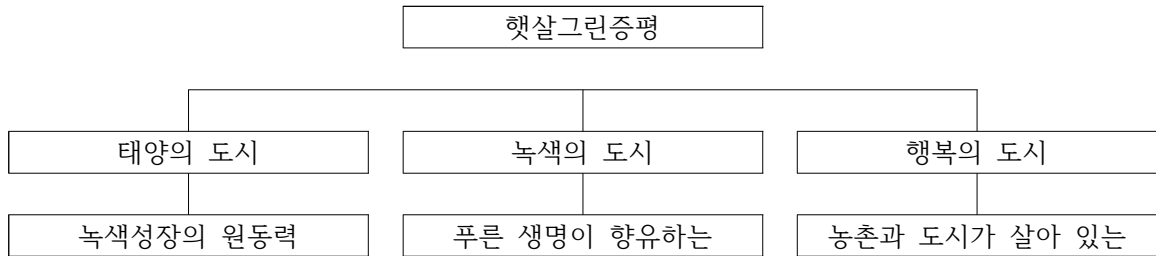 햇살그린증평
태양의 도시
녹색의 도시
행복의 도시
녹색성장의 원동력
푸른 생명이 향유하는
농촌과 도시가 살아 있는